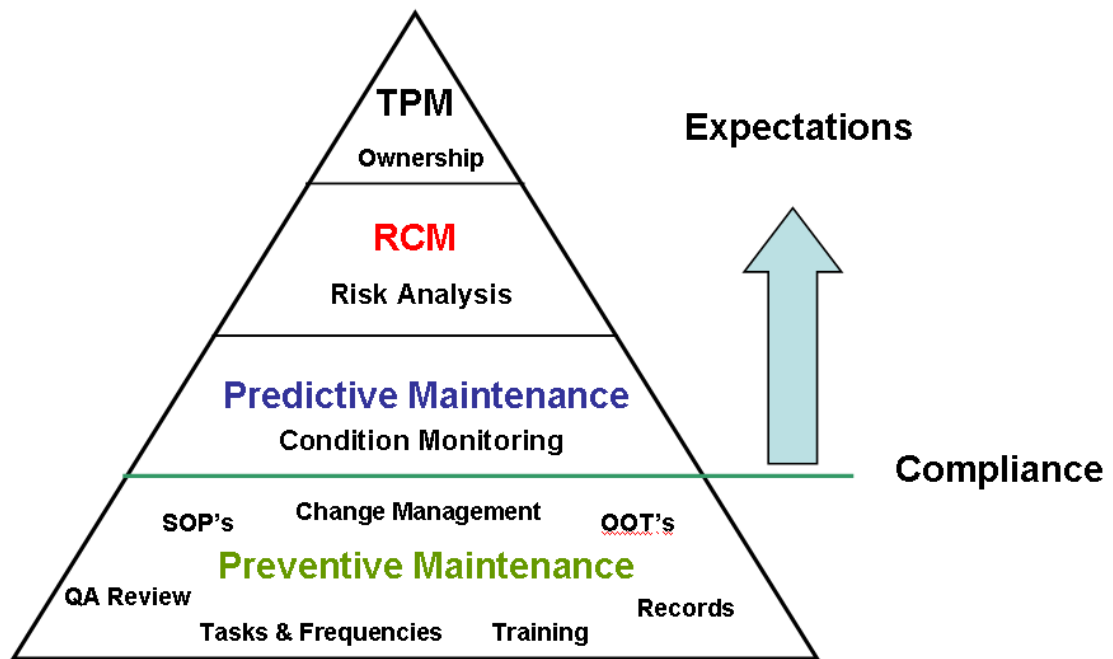 TPM
Ownership
Expectations
RCM
Risk Analysis
Predictive Maintenance
Condition Monitoring
Compliance
SOP's
Change Management
OOT's
Preventive Maintenance
QA Review
Records
Tasks & Frequencies
Training